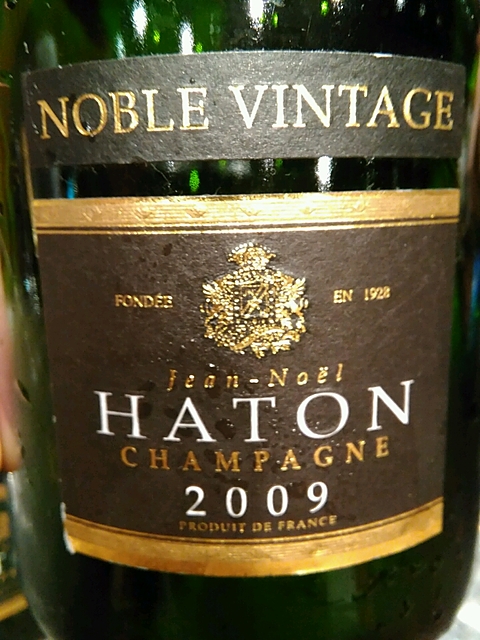 NOBLE VINTAGE
FONDÉE EN 1928
Jean-Noël
HATON
CHAMPAGNE
2009
PRODUIT DE FRANCE